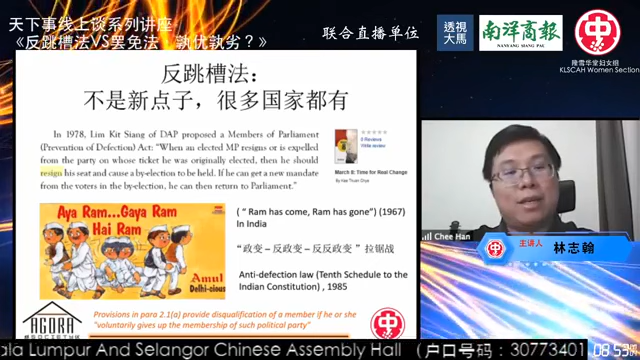 天下事线上谈系列讲座
《反跳槽法VS罢免法：孰优孰劣？》
联合直播单位
透視
大馬
南洋商報
NANYANG SIANG PAU
隆雪华堂妇女组
KLSCAH Women Section
反跳槽法：
不是新点子，很多国家都有
In 1978, Lim Kit Siang of DAP proposed a Members of Parliament
(Prevention of Defection) Act: “When an elected MP resigns or is expelled
from the party on whose ticket he was originally elected, then he should
resign his seat and cause a by-election to be held. If he can get a new mandate
from the voters in the by-election, he can then return to Parliament.”
March 8: Time for Real Change
Aya Ram...Gaya Ram
Hai Ram
Amul
Delhi-cious
( “ Ram has come, Ram has gone”) (1967)
In India
“政变－反政变－反反政变” 拉锯战
Anti-defection law (Tenth Schedule to the
Indian Constitution) , 1985
Provisions in para 2.1(a) provide disqualification of a member if he or she
“voluntarily gives up the membership of such political party”
AGORA
SOCIETY
Chee Han
主讲人
林志翰
ala Lumpur And Selangor Chinese Assembly Hall （户口号码：30773401